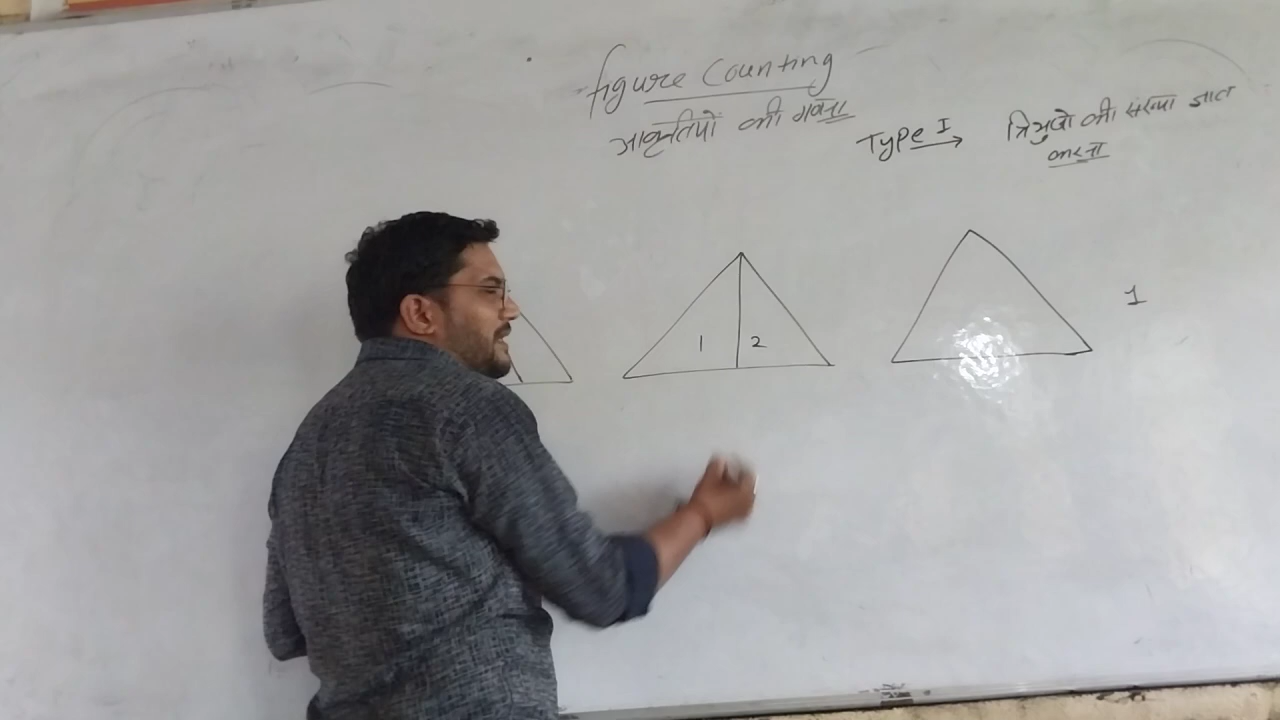 figure Counting
आकृतियों की गणना
Type I → त्रिभुजों की संख्या ज्ञात
करना
1 2
1